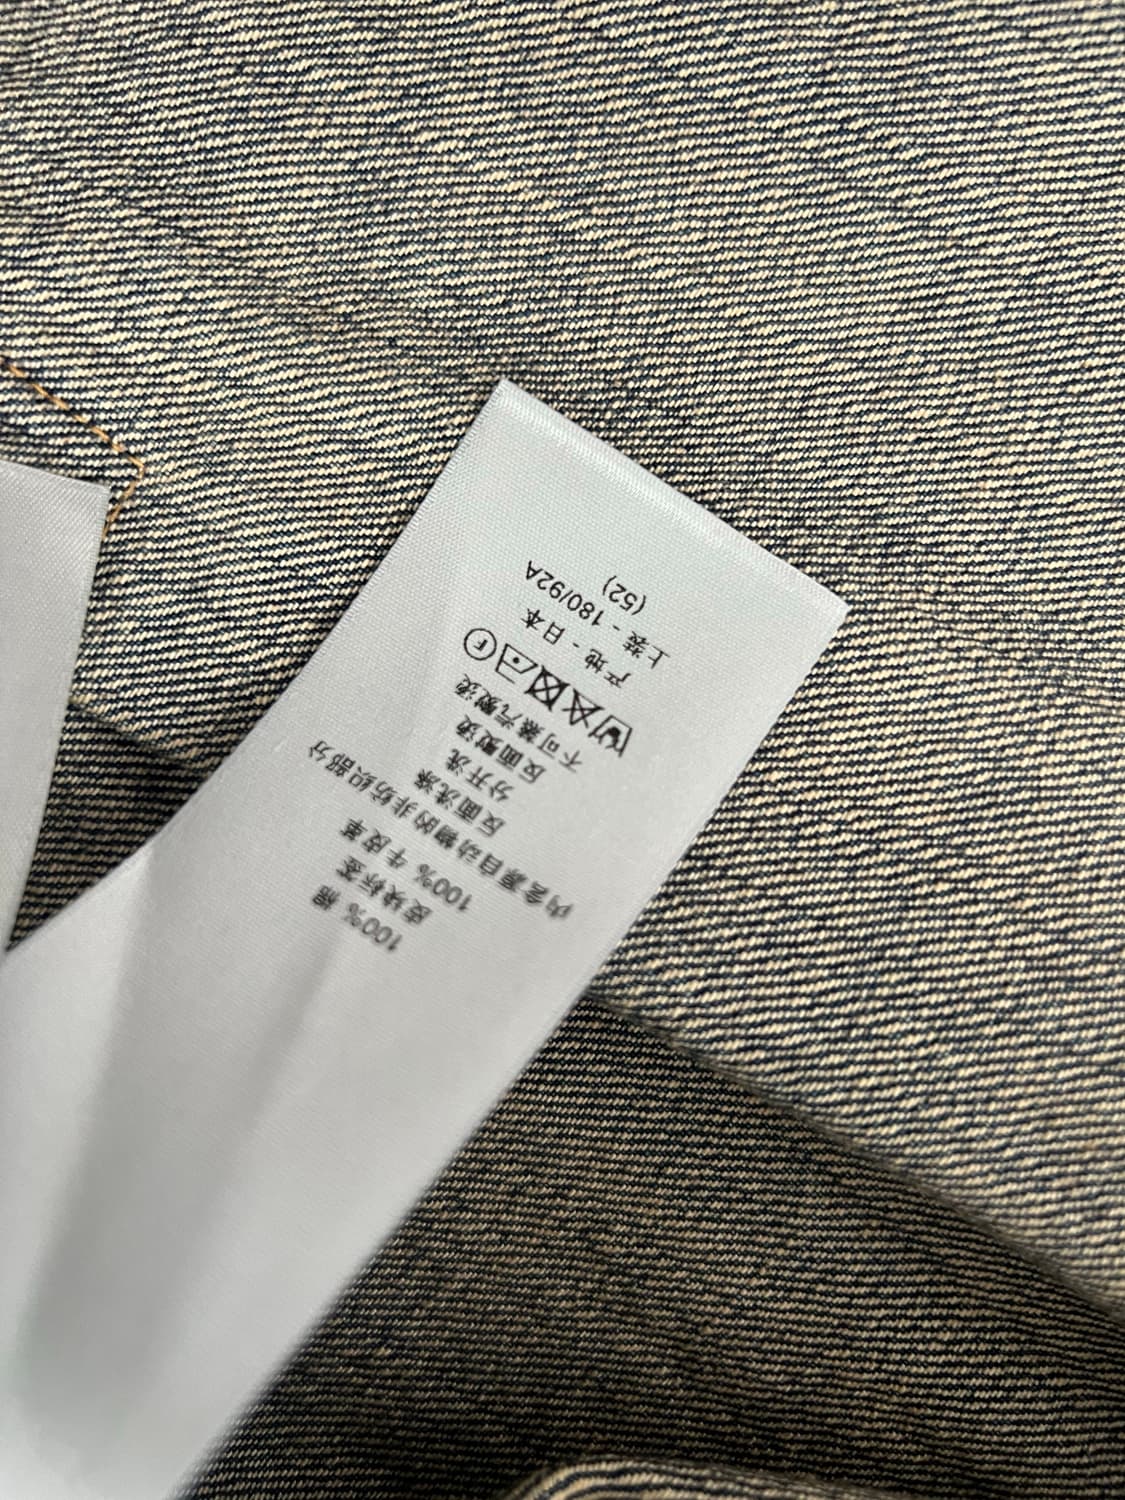 100% 棉
皮块标签
100% 牛皮革
内含源自动物的非纺织部分
反面洗涤
分开洗
反面熨烫
不可蒸汽熨烫
F
产地 - 日本
上装 - 180/92A
(52)